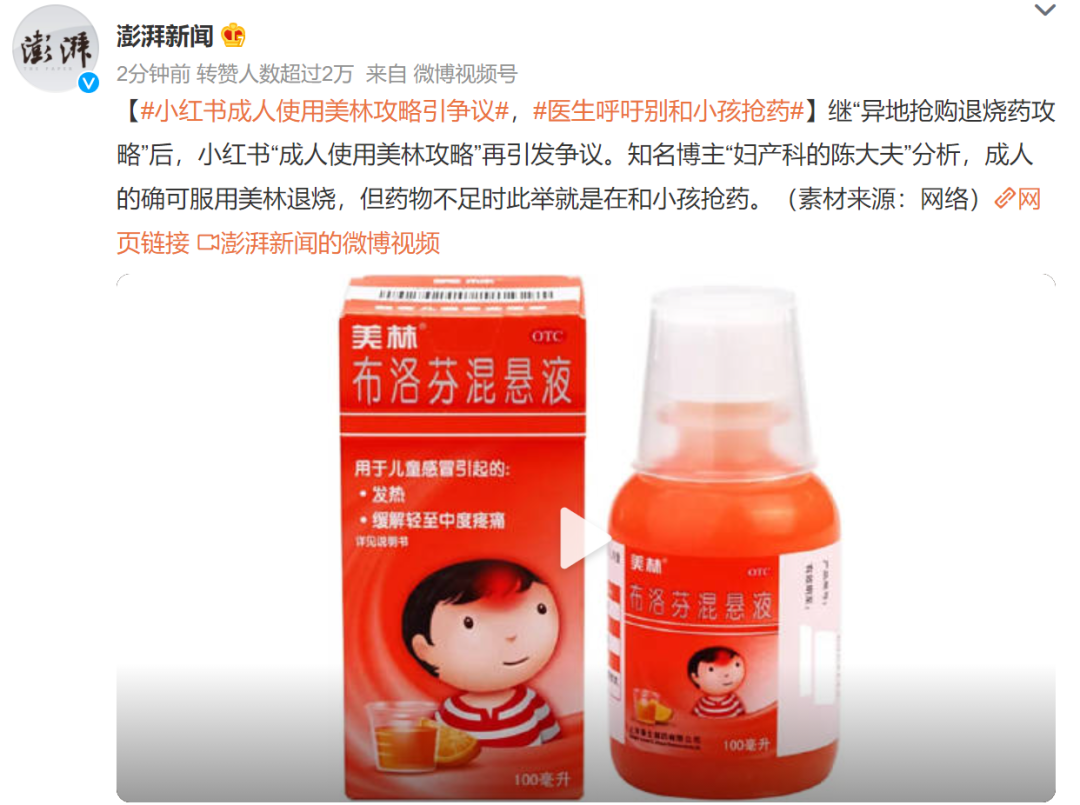 澎湃
澎湃新闻
2分钟前 转赞人数超过2万 来自 微博视频号
【#小红书成人使用美林攻略引争议#，#医生呼吁别和小孩抢药#】继“异地抢购退烧药攻
略”后，小红书“成人使用美林攻略”再引发争议。知名博主“妇产科的陈大夫”分析，成人
的确可服用美林退烧，但药物不足时此举就是在和小孩抢药。（素材来源：网络）网
页链接 澎湃新闻的微博视频
美林®
OTC
布洛芬混悬液
用于儿童感冒引起的:
• 发热
• 缓解轻至中度疼痛
详见说明书
100毫升
美林®
OTC
布洛芬混悬液
100毫升